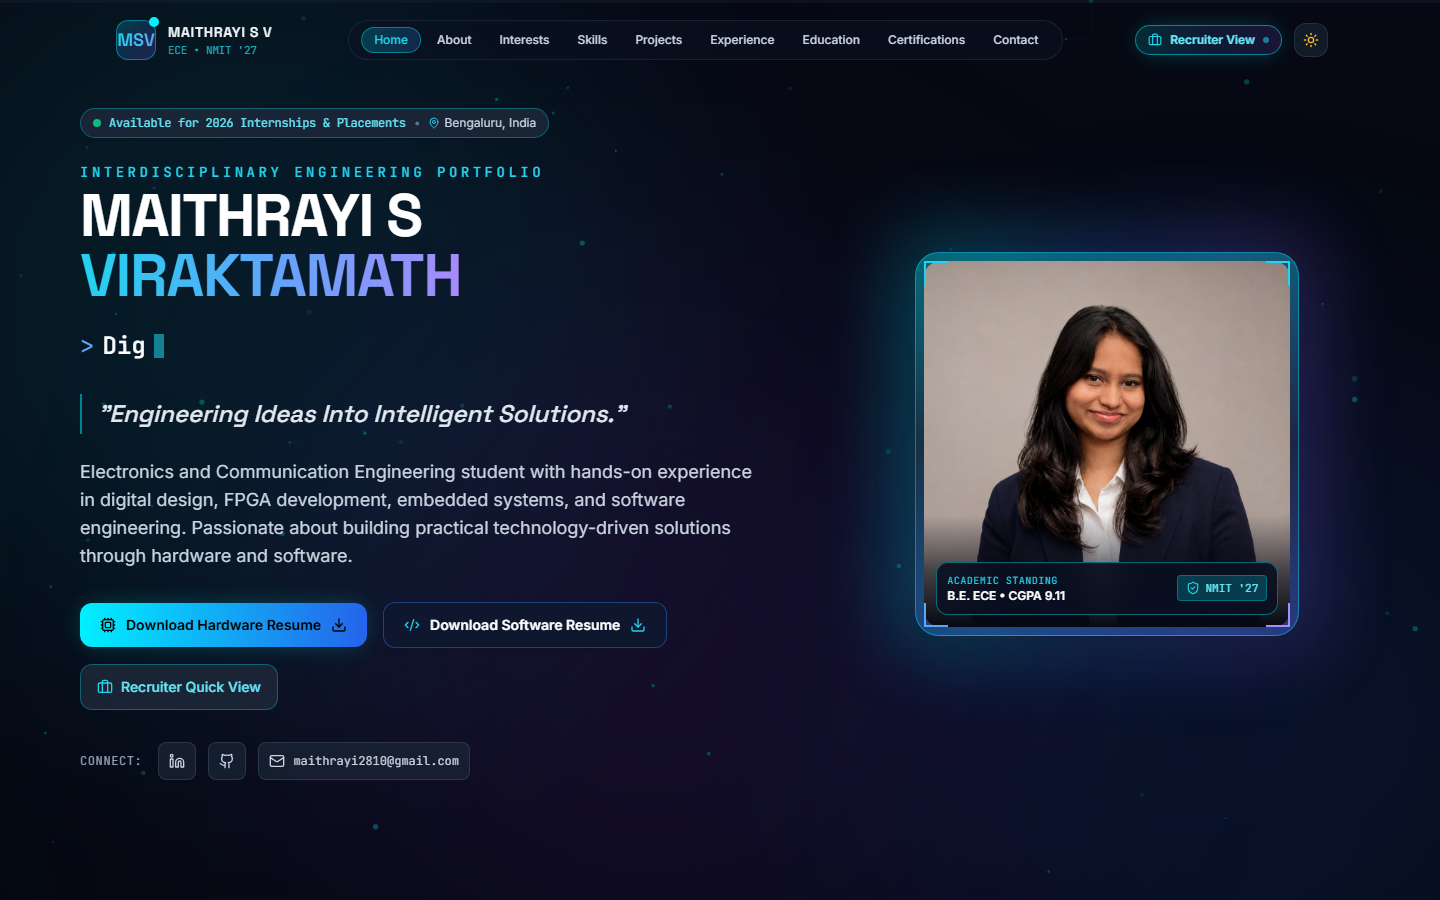 MSV
MAITHRAYI S V
ECE • NMIT '27
Home
About
Interests
Skills
Projects
Experience
Education
Certifications
Contact
Recruiter View
Available for 2026 Internships & Placements • Bengaluru, India
INTERDISCIPLINARY ENGINEERING PORTFOLIO
MAITHRAYI S
VIRAKTAMATH
> Dig
”Engineering Ideas Into Intelligent Solutions.”
Electronics and Communication Engineering student with hands-on experience
in digital design, FPGA development, embedded systems, and software
engineering. Passionate about building practical technology-driven solutions
through hardware and software.
Download Hardware Resume
Download Software Resume
Recruiter Quick View
CONNECT:
maithrayi2810@gmail.com
ACADEMIC STANDING
B.E. ECE • CGPA 9.11
NMIT '27